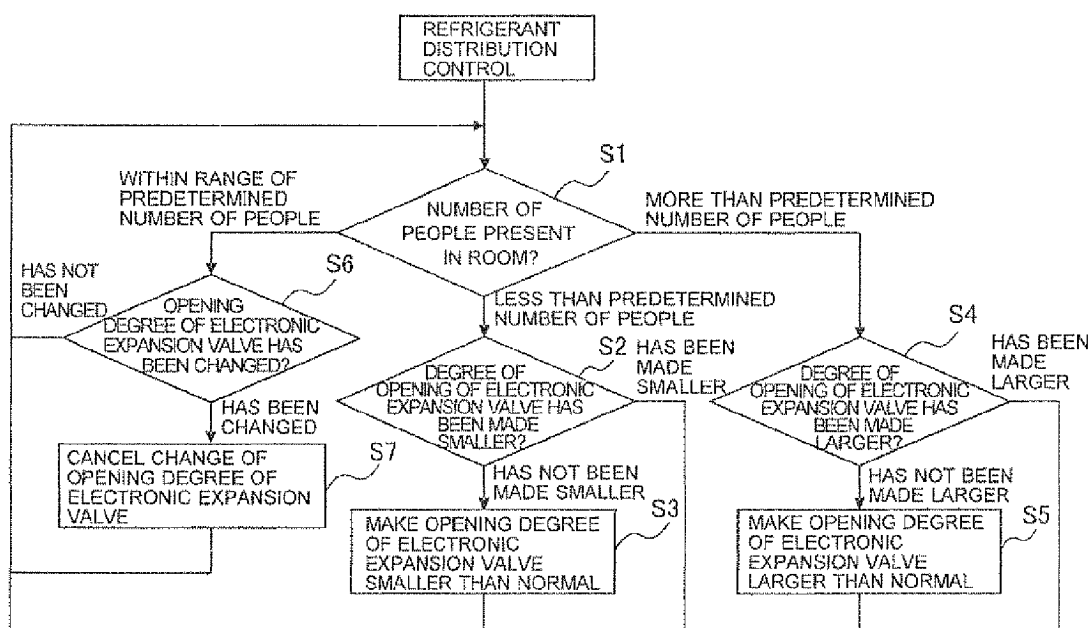 REFRIGERANT
DISTRIBUTION
CONTROL
S1
WITHIN RANGE OF
PREDETERMINED
NUMBER OF PEOPLE
NUMBER OF
PEOPLE PRESENT
IN ROOM?
MORE THAN PREDETERMINED
NUMBER OF PEOPLE
HAS NOT
BEEN
CHANGED
S6
OPENING
DEGREE OF ELECTRONIC
EXPANSION VALVE HAS
BEEN CHANGED?
LESS THAN PREDETERMINED
NUMBER OF PEOPLE
S2
HAS BEEN
MADE
SMALLER
DEGREE OF
OPENING OF ELECTRONIC
EXPANSION VALVE HAS
BEEN MADE
SMALLER?
S4
HAS BEEN
MADE
LARGER
DEGREE OF
OPENING OF ELECTRONIC
EXPANSION VALVE HAS
BEEN MADE
LARGER?
HAS BEEN
CHANGED
S7
CANCEL CHANGE OF
OPENING DEGREE OF
ELECTRONIC EXPANSION
VALVE
HAS NOT BEEN
MADE SMALLER
S3
MAKE OPENING DEGREE
OF ELECTRONIC
EXPANSION VALVE
SMALLER THAN NORMAL
HAS NOT BEEN
MADE LARGER
S5
MAKE OPENING DEGREE
OF ELECTRONIC
EXPANSION VALVE
LARGER THAN NORMAL